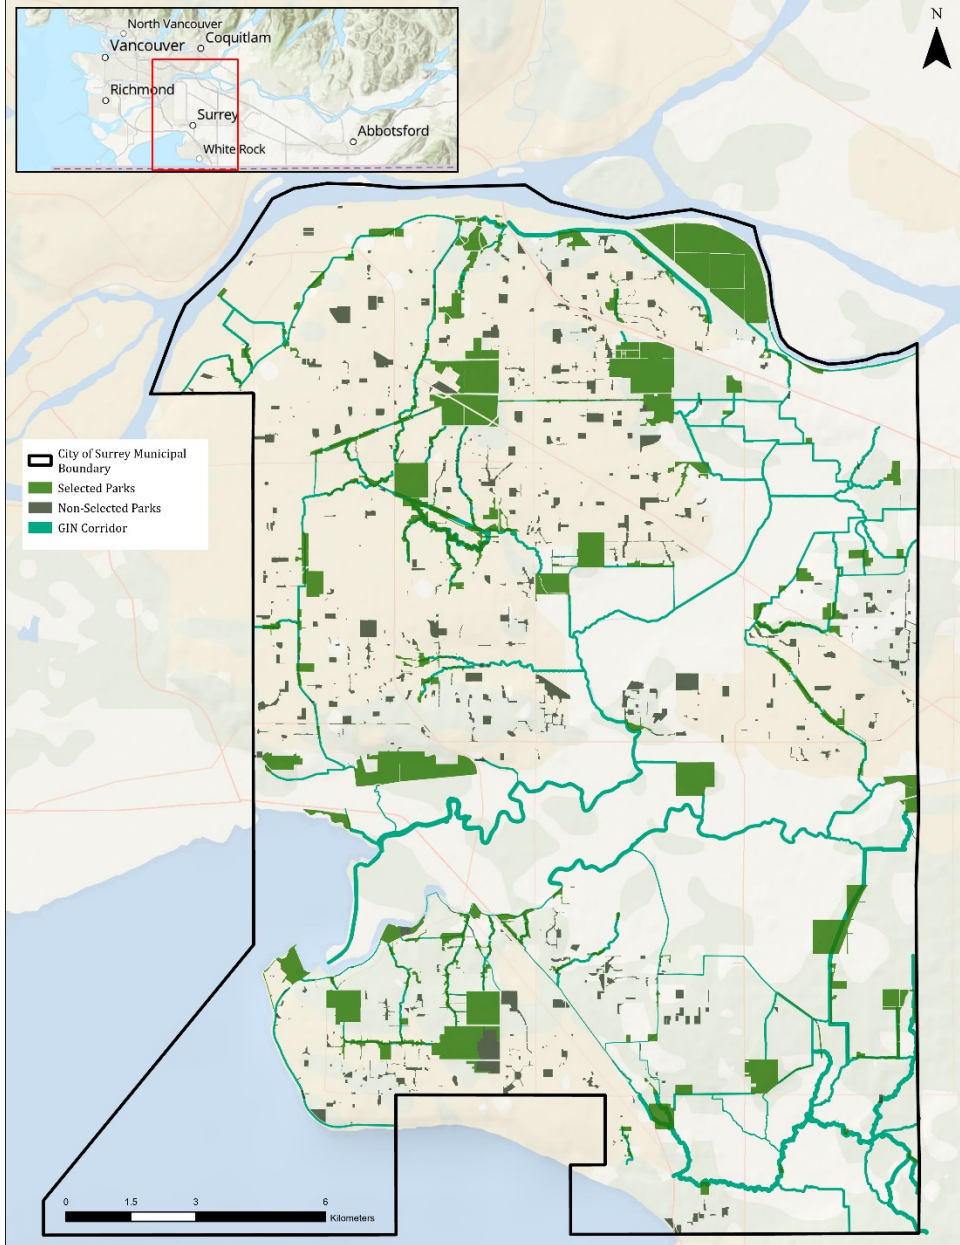 North Vancouver
Coquitlam
Vancouver
Richmond
Surrey
Abbotsford
White Rock
N
City of Surrey Municipal
Boundary
Selected Parks
Non-Selected Parks
GIN Corridor
0 1.5 3 6
Kilometers